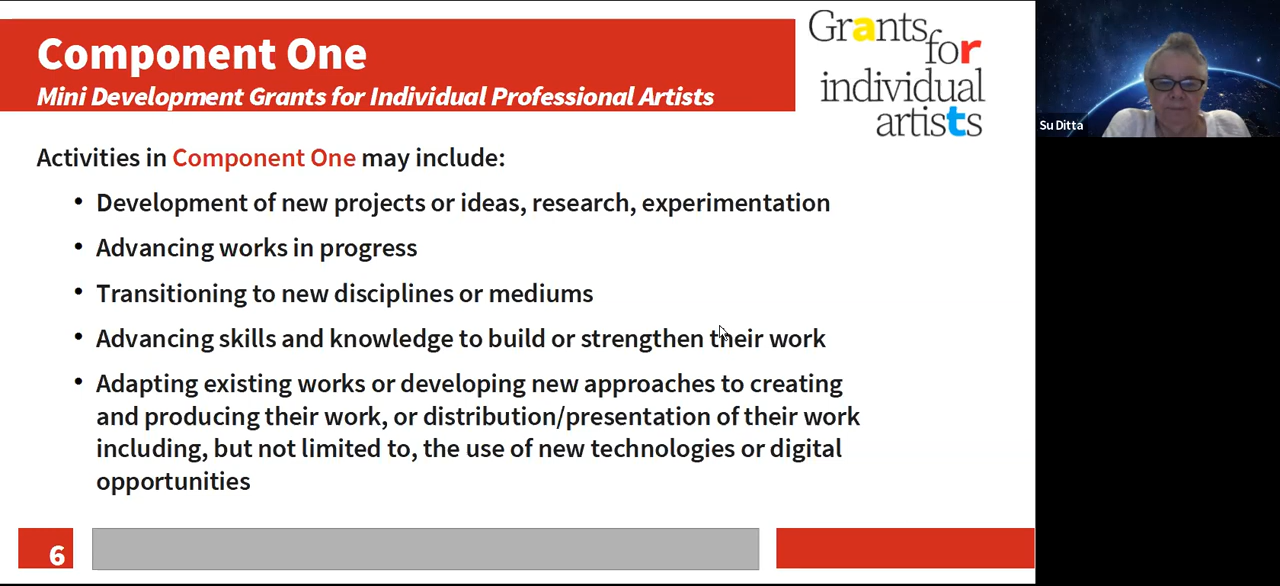 Component One
Mini Development Grants for Individual Professional Artists
Grants
for
individual
artists
Su Ditta
Activities in Component One may include:
• Development of new projects or ideas, research, experimentation
• Advancing works in progress
• Transitioning to new disciplines or mediums
• Advancing skills and knowledge to build or strengthen their work
• Adapting existing works or developing new approaches to creating
and producing their work, or distribution/presentation of their work
including, but not limited to, the use of new technologies or digital
opportunities
6